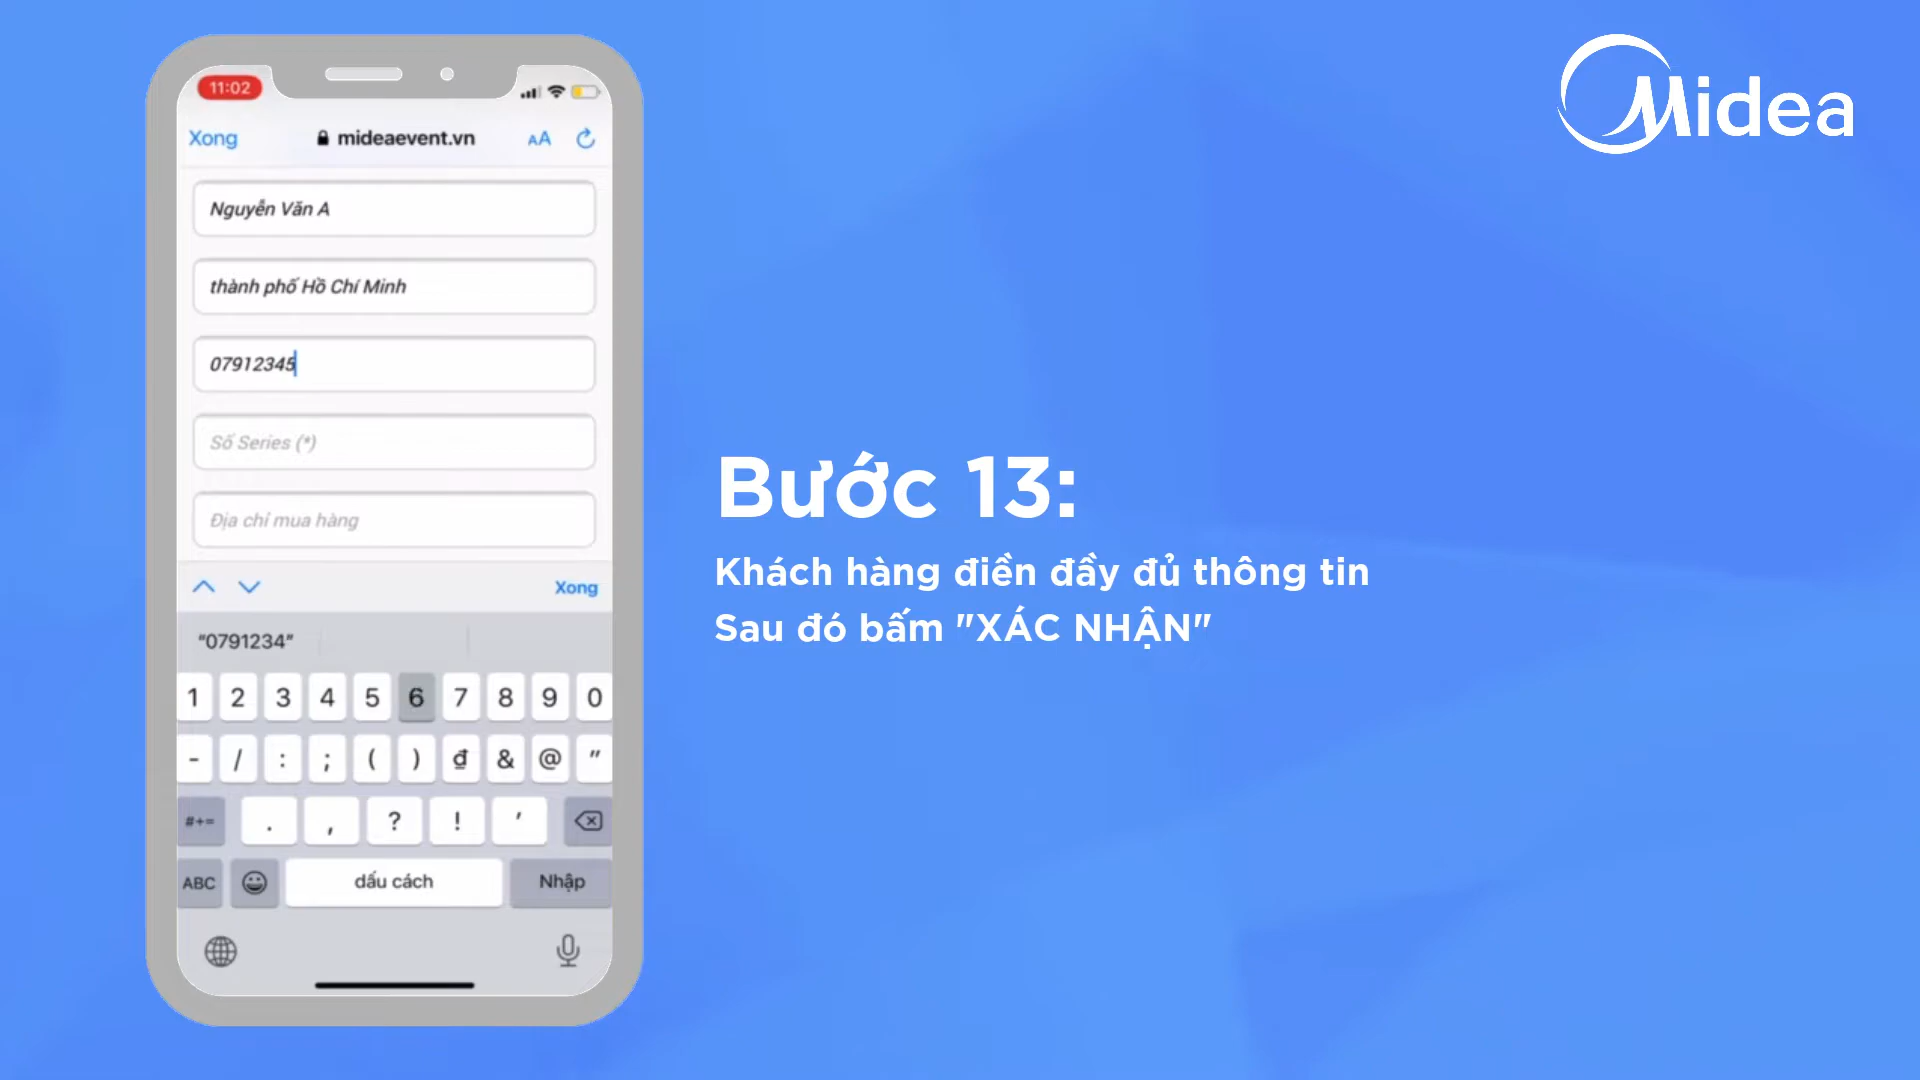 11:02
Xong
mideaevent.vn
AA
Nguyễn Văn A
thành phố Hồ Chí Minh
07912345
Số Series (*)
Địa chỉ mua hàng
Xong
“0791234”
1 2 3 4 5 6 7 8 9 0
- / : ; ( ) đ & @ "
#+= . , ? ! ’
ABC dấu cách Nhập
Midea
Bước 13:
Khách hàng điền đầy đủ thông tin
Sau đó bấm "XÁC NHẬN"